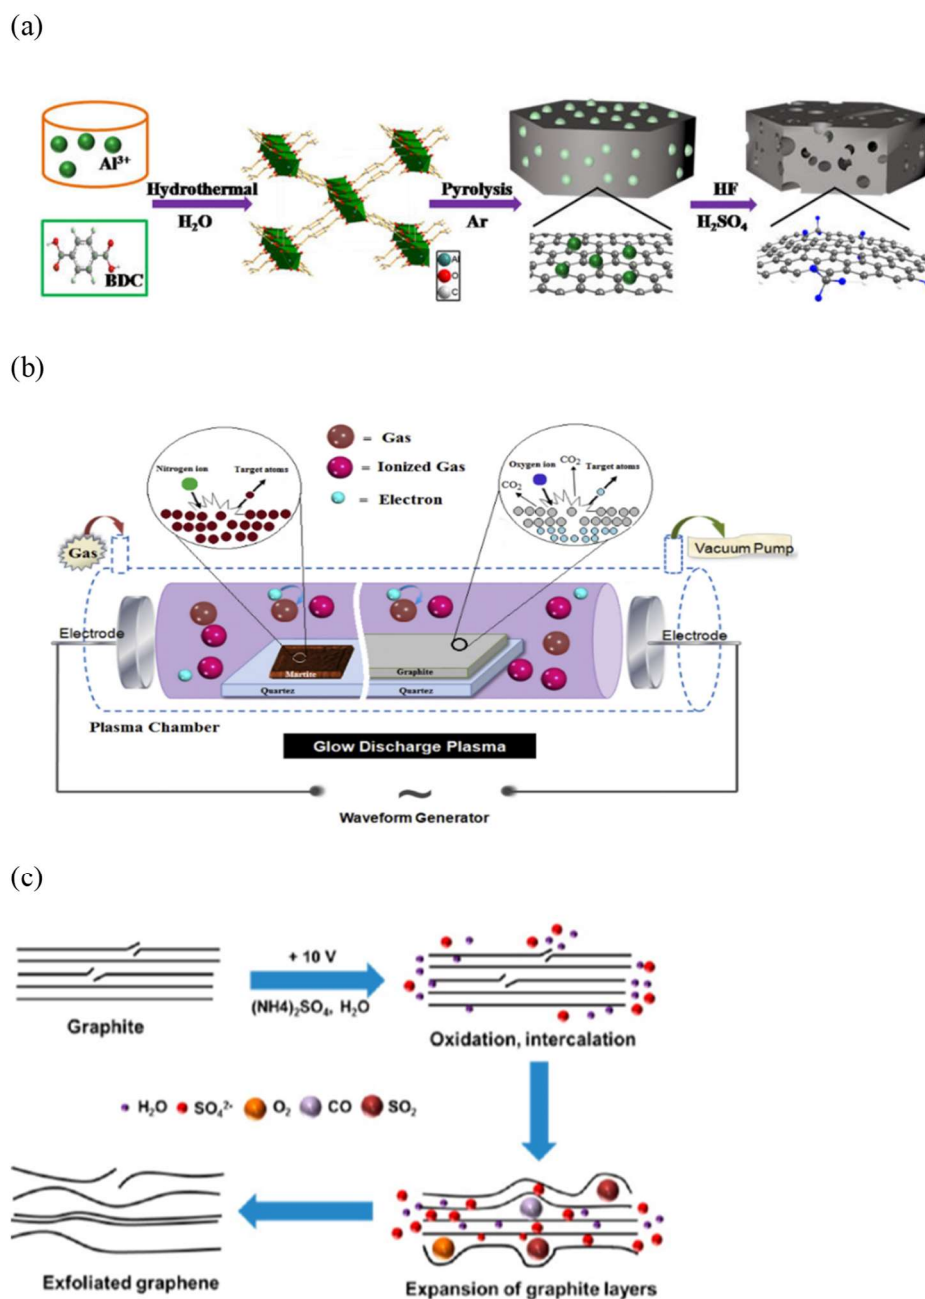 (a)
Al³⁺
BDC
Hydrothermal
H₂O
Al
O
C
Pyrolysis
Ar
HF
H₂SO₄
(b)
Nitrogen ion
Target atoms
= Gas
= Ionized Gas
= Electron
Oxygen ion
CO₂
CO₂
Target atoms
Gas
Vacuum Pump
Electrode
Martite
Quartez
Graphite
Quartez
Electrode
Plasma Chamber
Glow Discharge Plasma
~
Waveform Generator
(c)
Graphite
+ 10 V
(NH4)₂SO₄, H₂O
Oxidation, intercalation
H₂O SO₄²⁻ O₂ CO SO₂
Exfoliated graphene
Expansion of graphite layers